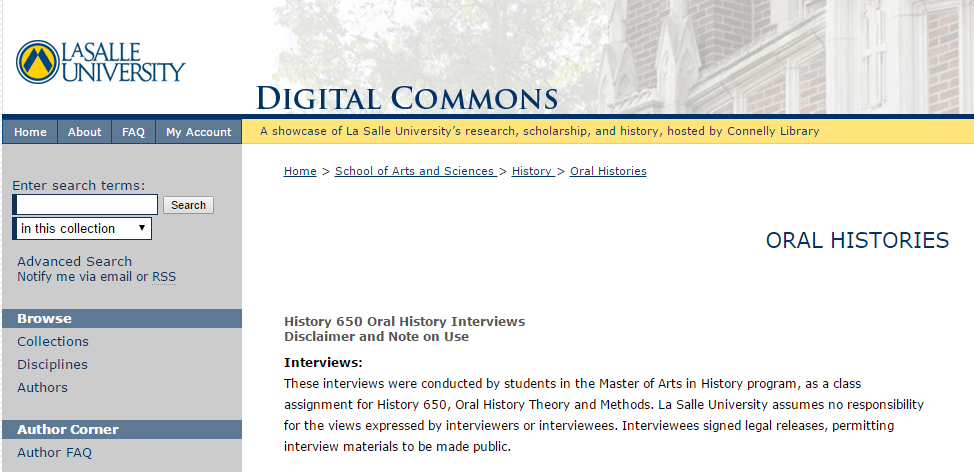 LASALLE
UNIVERSITY
DIGITAL COMMONS
Home About FAQ My Account
A showcase of La Salle University's research, scholarship, and history, hosted by Connelly Library
Home > School of Arts and Sciences > History > Oral Histories
Enter search terms:
Search
in this collection
Advanced Search
Notify me via email or RSS
Browse
Collections
Disciplines
Authors
Author Corner
Author FAQ
ORAL HISTORIES
History 650 Oral History Interviews
Disclaimer and Note on Use
Interviews:
These interviews were conducted by students in the Master of Arts in History program, as a class
assignment for History 650, Oral History Theory and Methods. La Salle University assumes no responsibility
for the views expressed by interviewers or interviewees. Interviewees signed legal releases, permitting
interview materials to be made public.